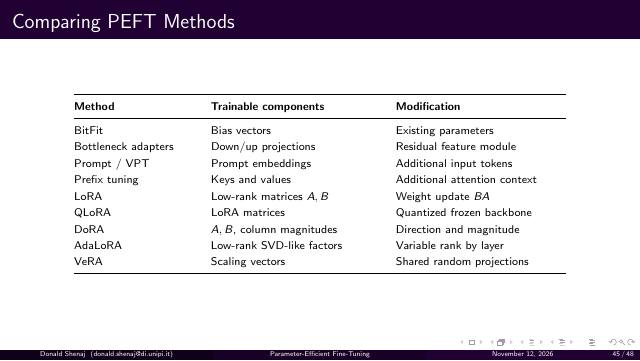 Comparing PEFT Methods
Method Trainable components Modification
BitFit Bias vectors Existing parameters
Bottleneck adapters Down/up projections Residual feature module
Prompt / VPT Prompt embeddings Additional input tokens
Prefix tuning Keys and values Additional attention context
LoRA Low-rank matrices A, B Weight update BA
QLoRA LoRA matrices Quantized frozen backbone
DoRA A, B, column magnitudes Direction and magnitude
AdaLoRA Low-rank SVD-like factors Variable rank by layer
VeRA Scaling vectors Shared random projections
Donald Shenaj (donald.shenaj@di.unipi.it) Parameter-Efficient Fine-Tuning November 12, 2026 45 / 48